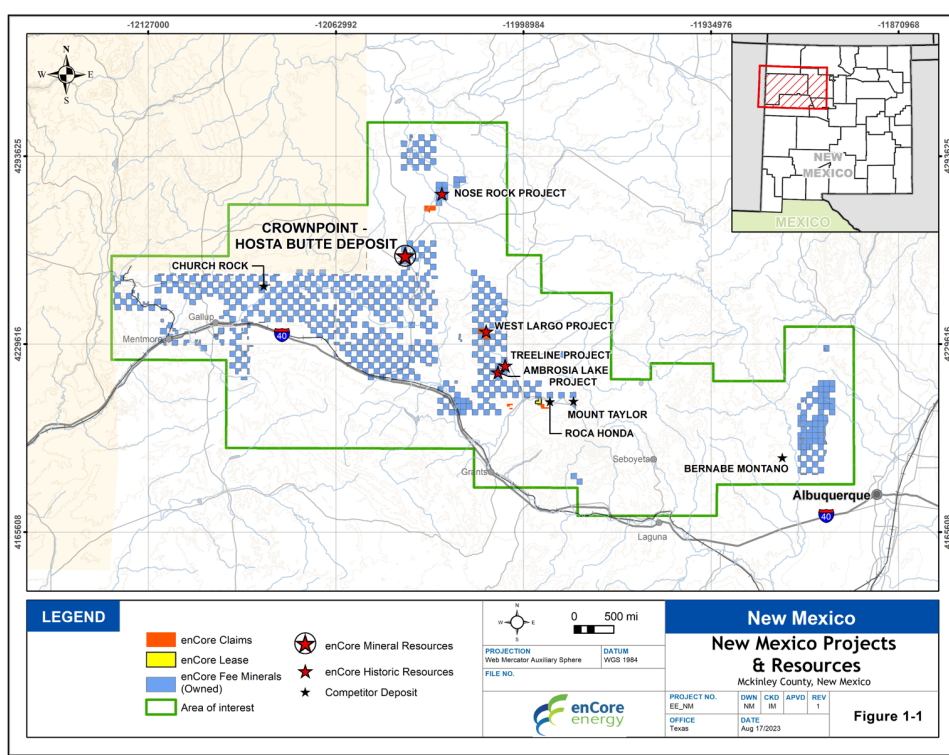 -12127000
-12062992
-11998984
-11934976
-11870968
N
W
E
S
4293625
4293625
4229616
4229616
4165608
4165608
NEW
MEXICO
MEXICO
NOSE ROCK PROJECT
CROWNPOINT -
HOSTA BUTTE DEPOSIT
CHURCH ROCK
Gallup
Mentmore
40
WEST LARGO PROJECT
TREELINE PROJECT
AMBROSIA LAKE
PROJECT
MOUNT TAYLOR
ROCA HONDA
Grants
Seboyeta
BERNABE MONTANO
Albuquerque
40
Laguna
LEGEND
enCore Claims
enCore Lease
enCore Fee Minerals
(Owned)
Area of interest
enCore Mineral Resources
enCore Historic Resources
Competitor Deposit
N
W
E
S
0 500 mi
PROJECTION
Web Mercator Auxiliary Sphere
DATUM
WGS 1984
FILE NO.
enCore
energy
New Mexico
New Mexico Projects
& Resources
Mckinley County, New Mexico
PROJECT NO.
EE_NM
DWN
NM
CKD
IM
APVD
REV
1
OFFICE
Texas
DATE
Aug 17/2023
Figure 1-1